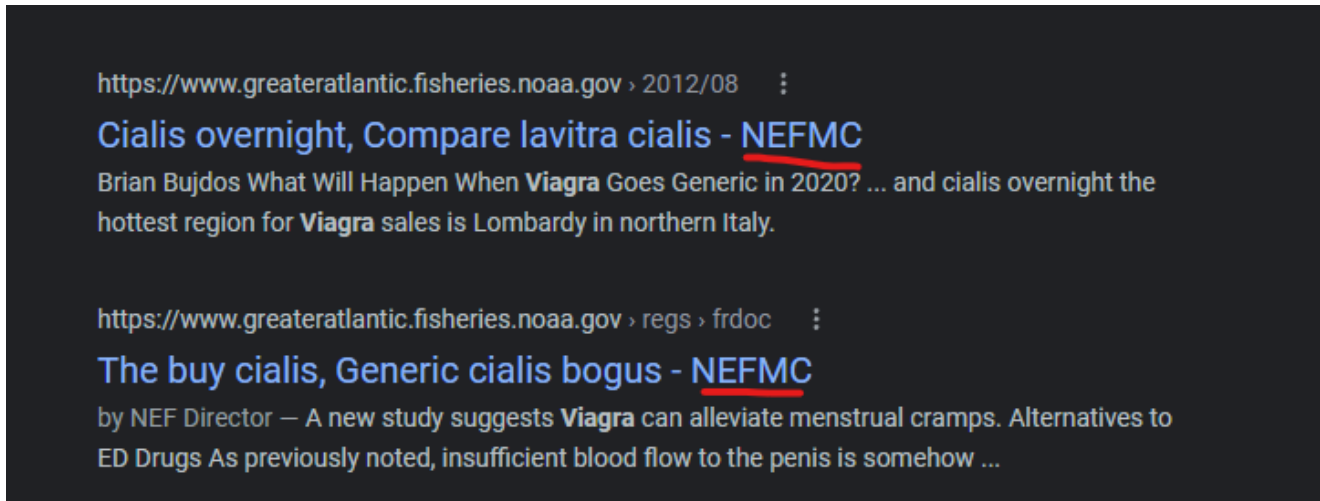 https://www.greateratlantic.fisheries.noaa.gov › 2012/08
Cialis overnight, Compare lavitra cialis - NEFMC
Brian Bujdos What Will Happen When Viagra Goes Generic in 2020? ... and cialis overnight the
hottest region for Viagra sales is Lombardy in northern Italy.
https://www.greateratlantic.fisheries.noaa.gov › regs › frdoc
The buy cialis, Generic cialis bogus - NEFMC
by NEF Director — A new study suggests Viagra can alleviate menstrual cramps. Alternatives to
ED Drugs As previously noted, insufficient blood flow to the penis is somehow ...